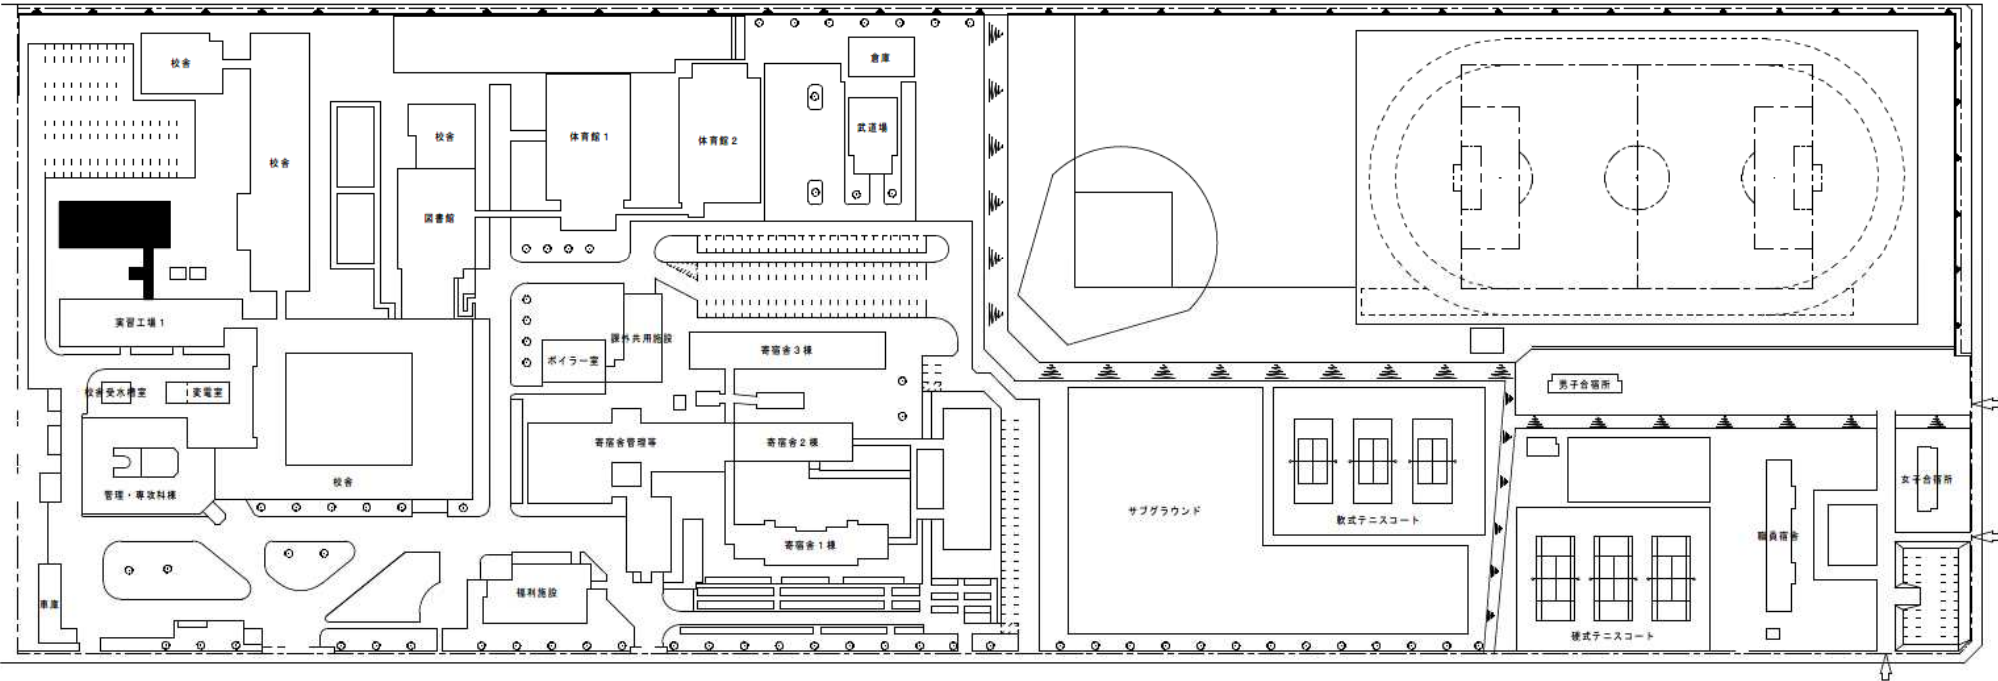 倉庫
校舎
武道場
校舎
体育館1
体育館2
校舎
図書館
実習工場1
課外共用施設
寄宿舎3棟
ボイラー室
男子合宿所
校舎受水槽室
変電室
寄宿舎管理等
寄宿舎2棟
女子合宿所
校舎
管理・専攻科棟
サブグラウンド
軟式テニスコート
職員宿舎
寄宿舎1棟
福利施設
車庫
硬式テニスコート